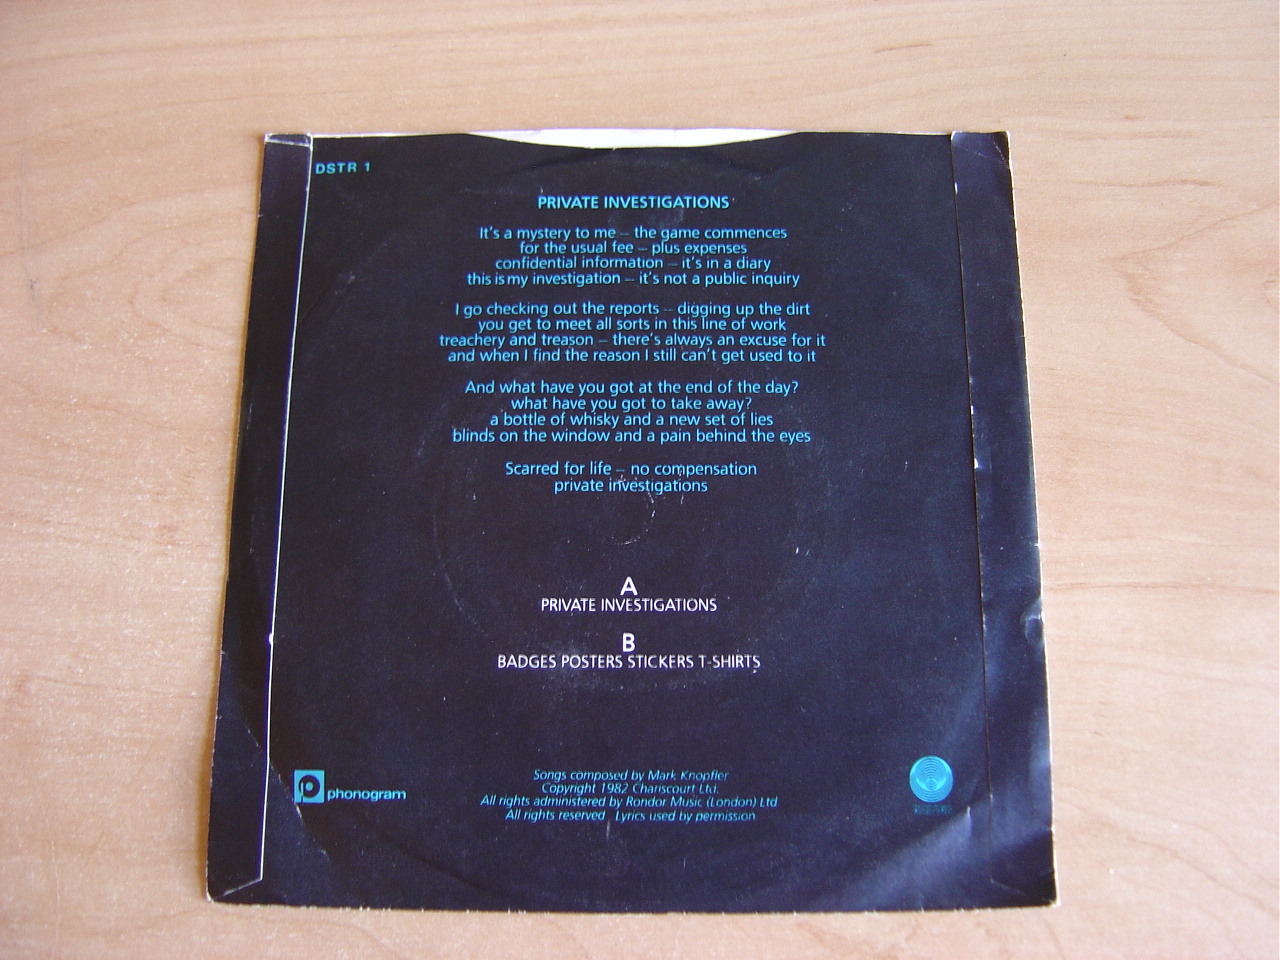 DSTR 1
PRIVATE INVESTIGATIONS
It's a mystery to me – the game commences
for the usual fee – plus expenses
confidential information – it's in a diary
this is my investigation – it's not a public inquiry
I go checking out the reports – digging up the dirt
you get to meet all sorts in this line of work
treachery and treason – there's always an excuse for it
and when I find the reason I still can't get used to it
And what have you got at the end of the day?
what have you got to take away?
a bottle of whisky and a new set of lies
blinds on the window and a pain behind the eyes
Scarred for life – no compensation
private investigations
A
PRIVATE INVESTIGATIONS
B
BADGES POSTERS STICKERS T-SHIRTS
phonogram
Songs composed by Mark Knopfler
Copyright 1982 Chariscourt Ltd.
All rights administered by Rondor Music (London) Ltd
All rights reserved Lyrics used by permission